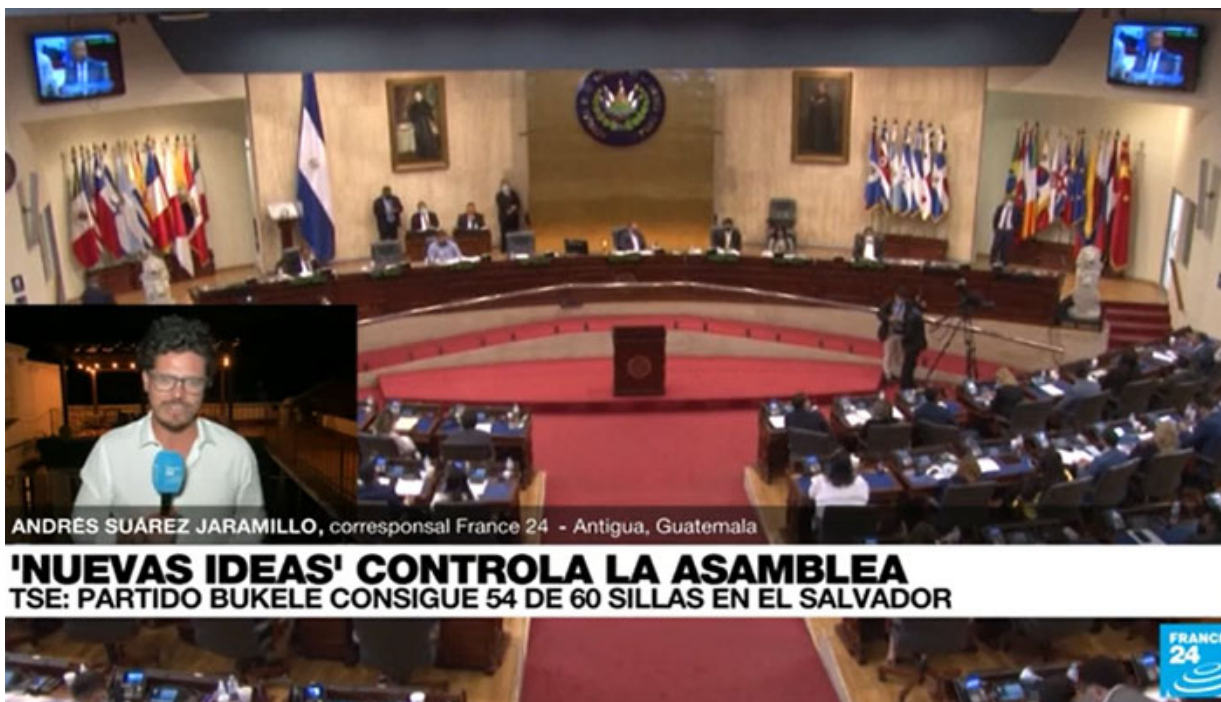 ANDRÉS SUÁREZ JARAMILLO, corresponsal France 24 - Antigua, Guatemala
'NUEVAS IDEAS' CONTROLA LA ASAMBLEA
TSE: PARTIDO BUKELE CONSIGUE 54 DE 60 SILLAS EN EL SALVADOR
FRANCE
24